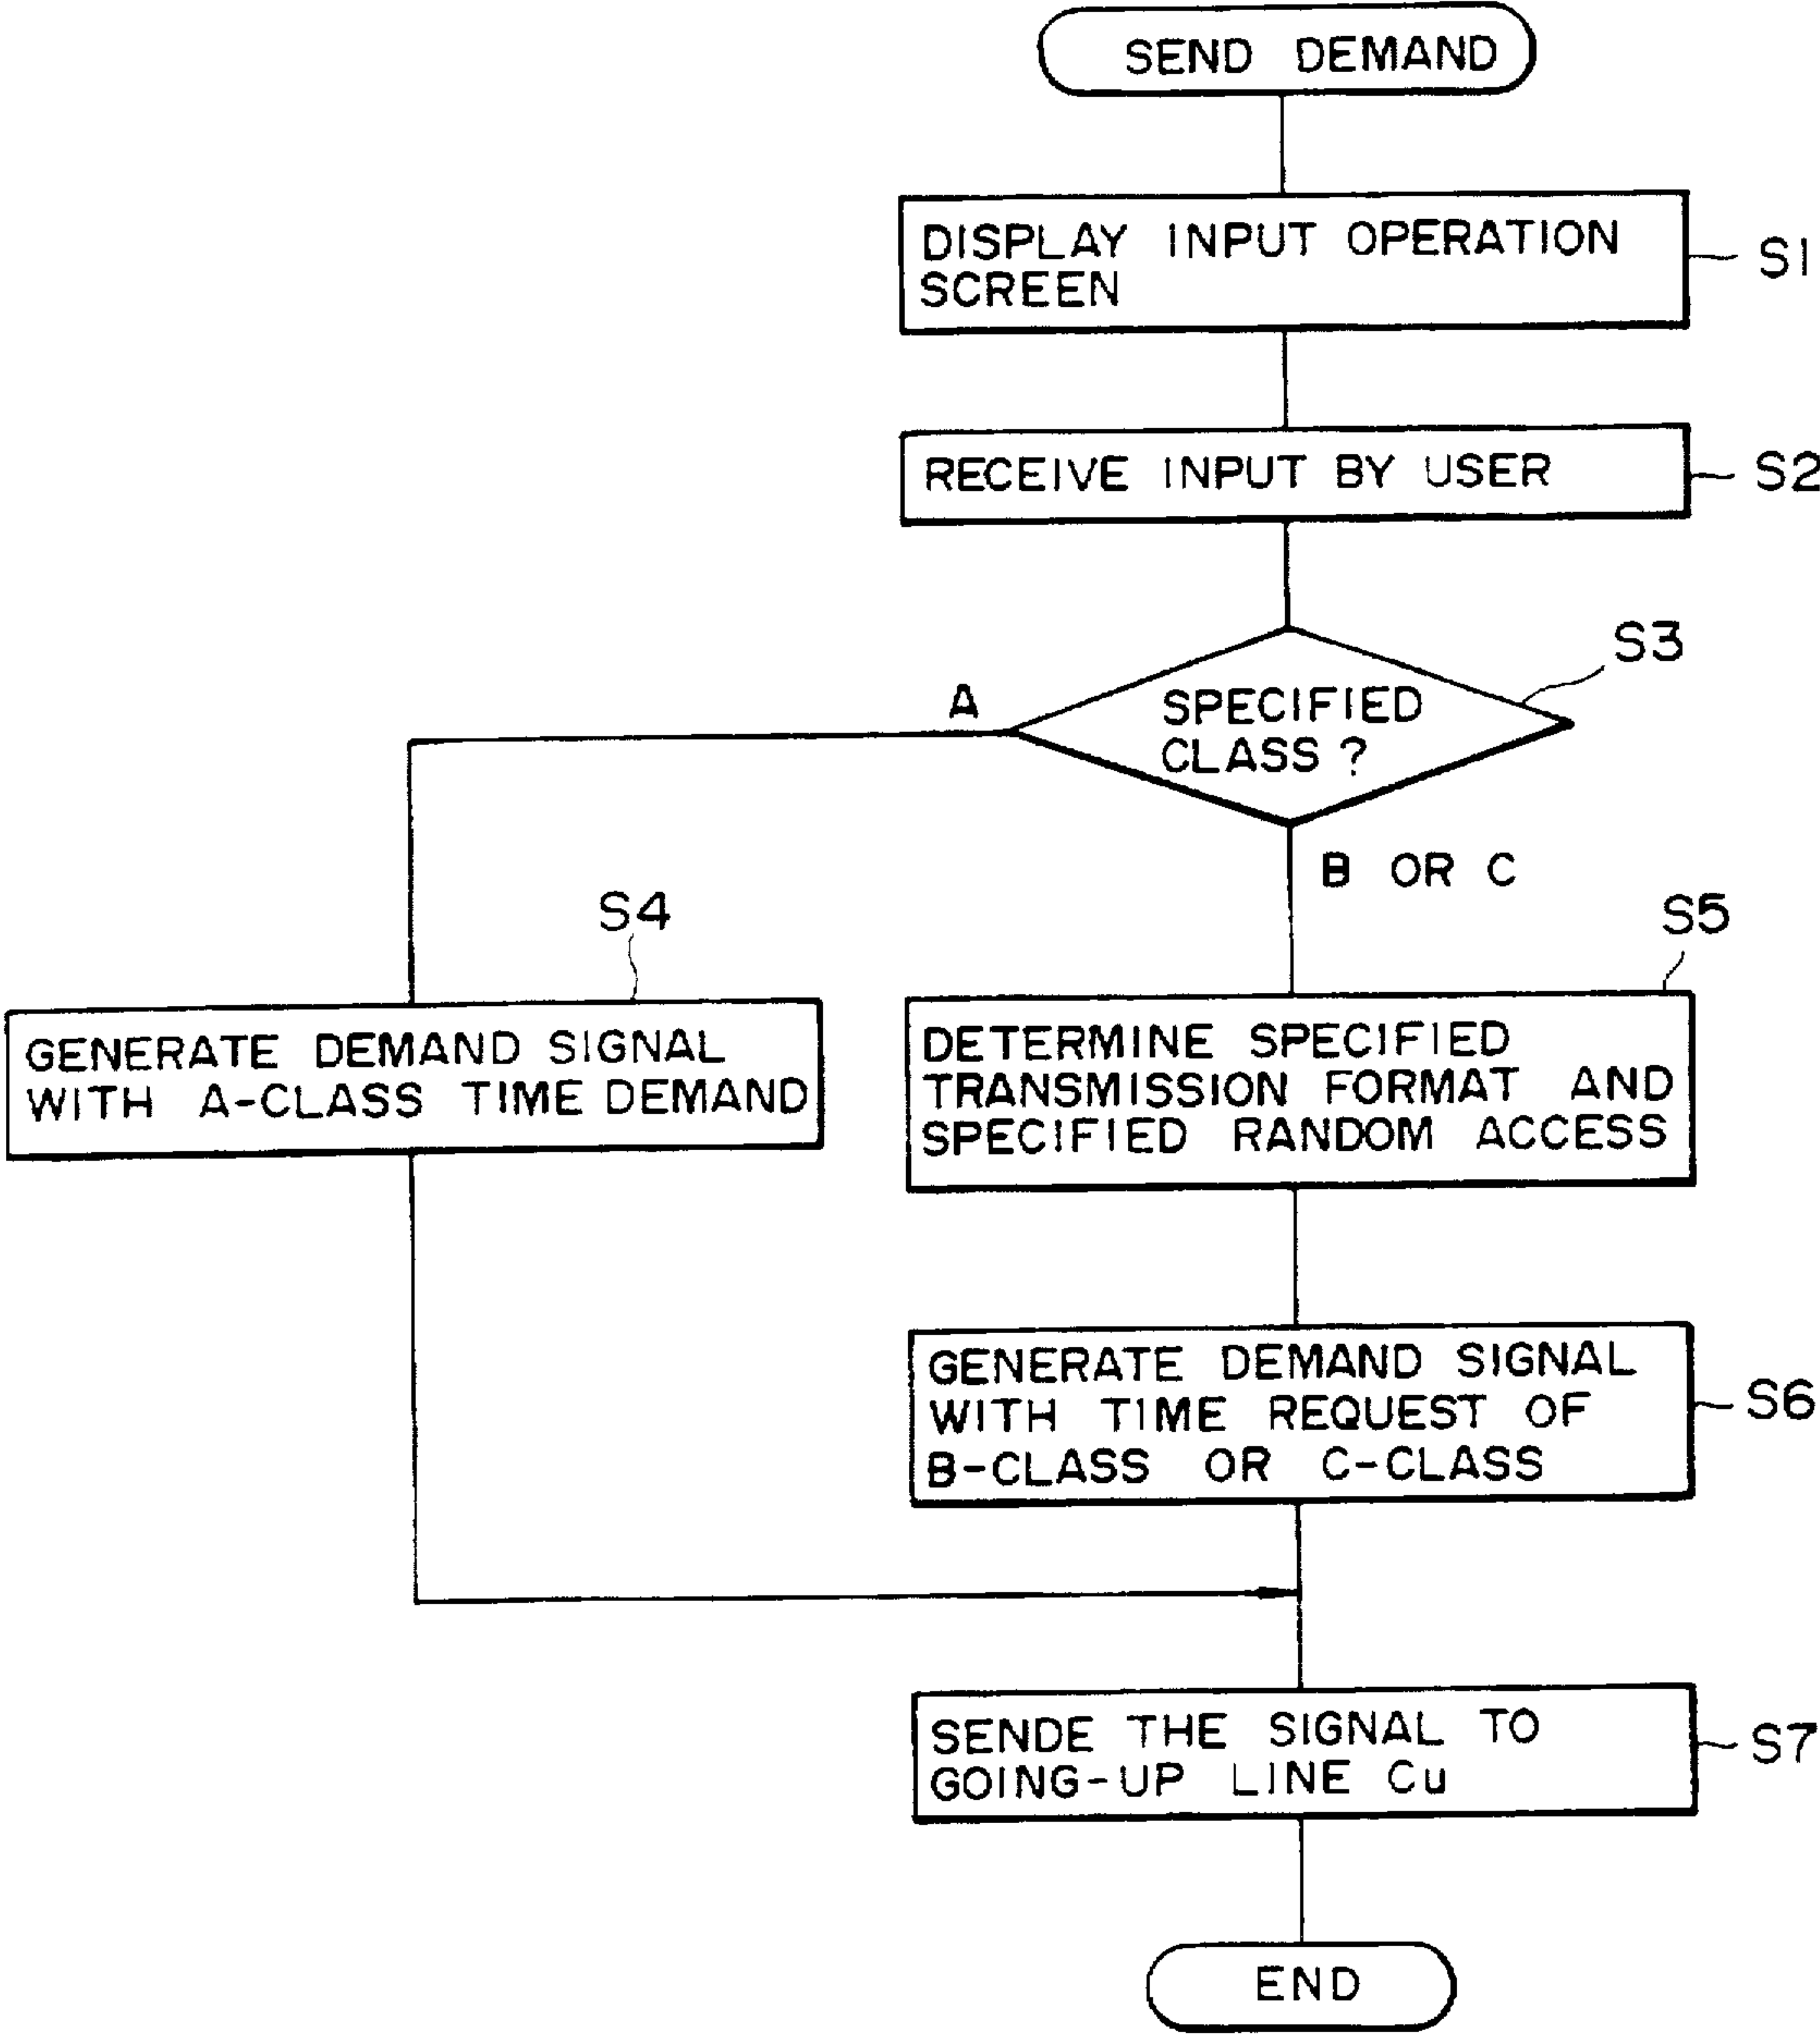 SEND DEMAND
DISPLAY INPUT OPERATION
SCREEN
S1
RECEIVE INPUT BY USER
S2
S3
SPECIFIED
CLASS?
A
B OR C
S4
GENERATE DEMAND SIGNAL
WITH A-CLASS TIME DEMAND
S5
DETERMINE SPECIFIED
TRANSMISSION FORMAT AND
SPECIFIED RANDOM ACCESS
GENERATE DEMAND SIGNAL
WITH TIME REQUEST OF
B-CLASS OR C-CLASS
S6
SENDE THE SIGNAL TO
GOING-UP LINE Cu
S7
END